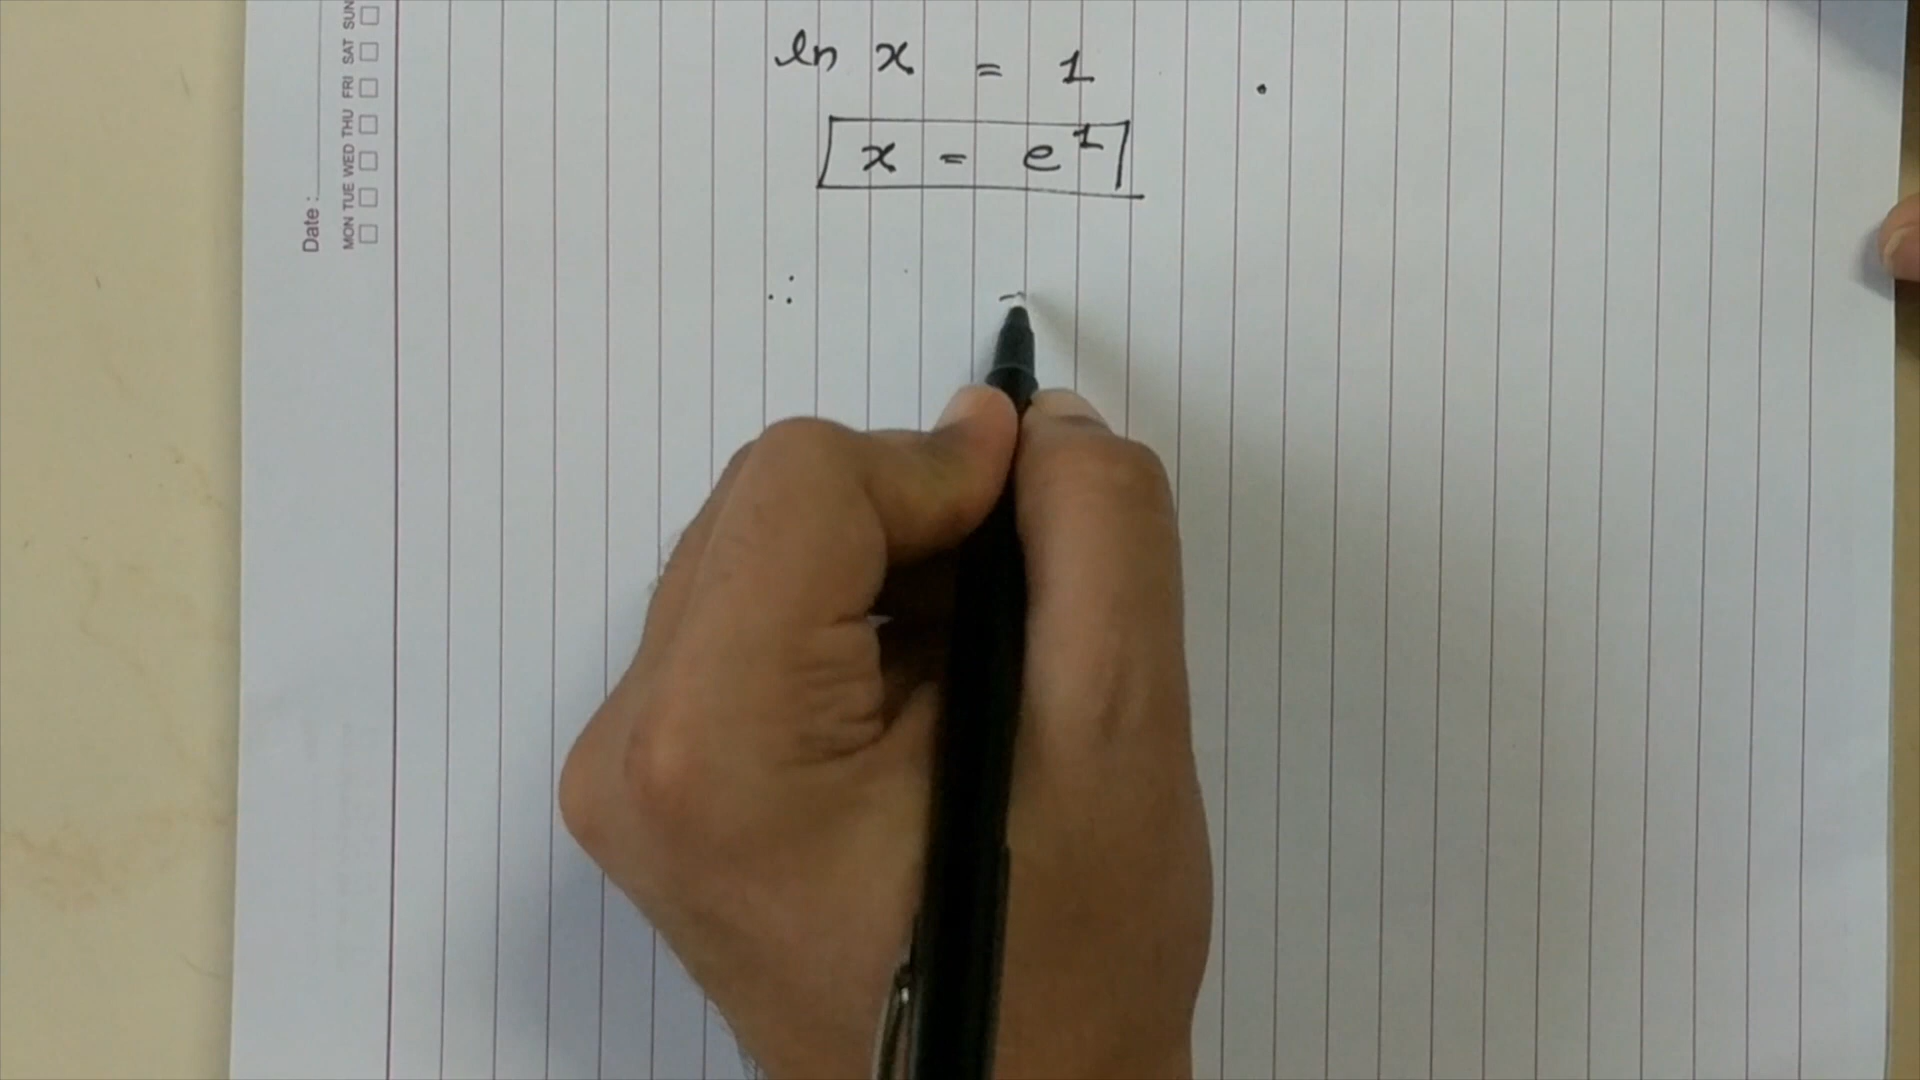 ln x = 1
x = e¹
∴ -
Date :
MON TUE WED THU FRI SAT SUN